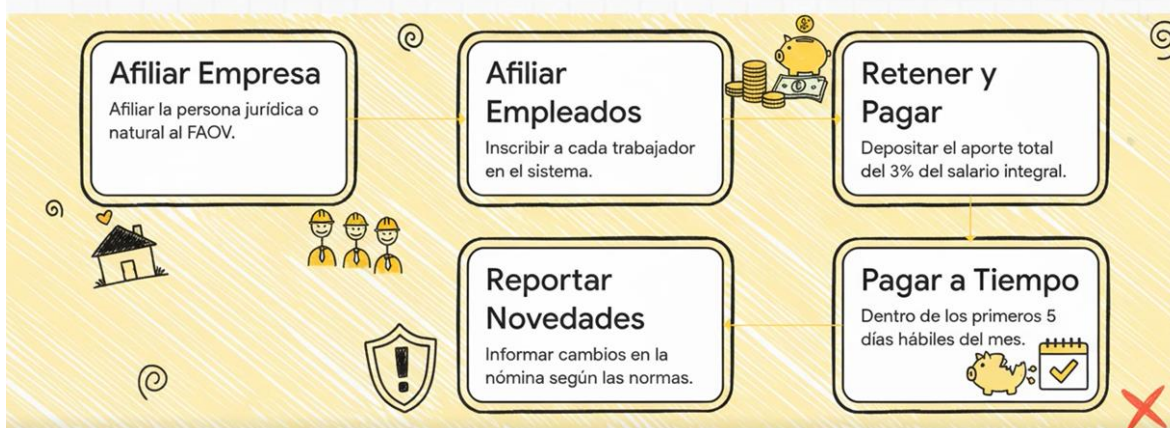 Afiliar Empresa
Afiliar la persona jurídica o
natural al FAOV.
Afiliar
Empleados
Inscribir a cada trabajador
en el sistema.
Retener y
Pagar
Depositar el aporte total
del 3% del salario integral.
Pagar a Tiempo
Dentro de los primeros 5
días hábiles del mes.
Reportar
Novedades
Informar cambios en la
nómina según las normas.